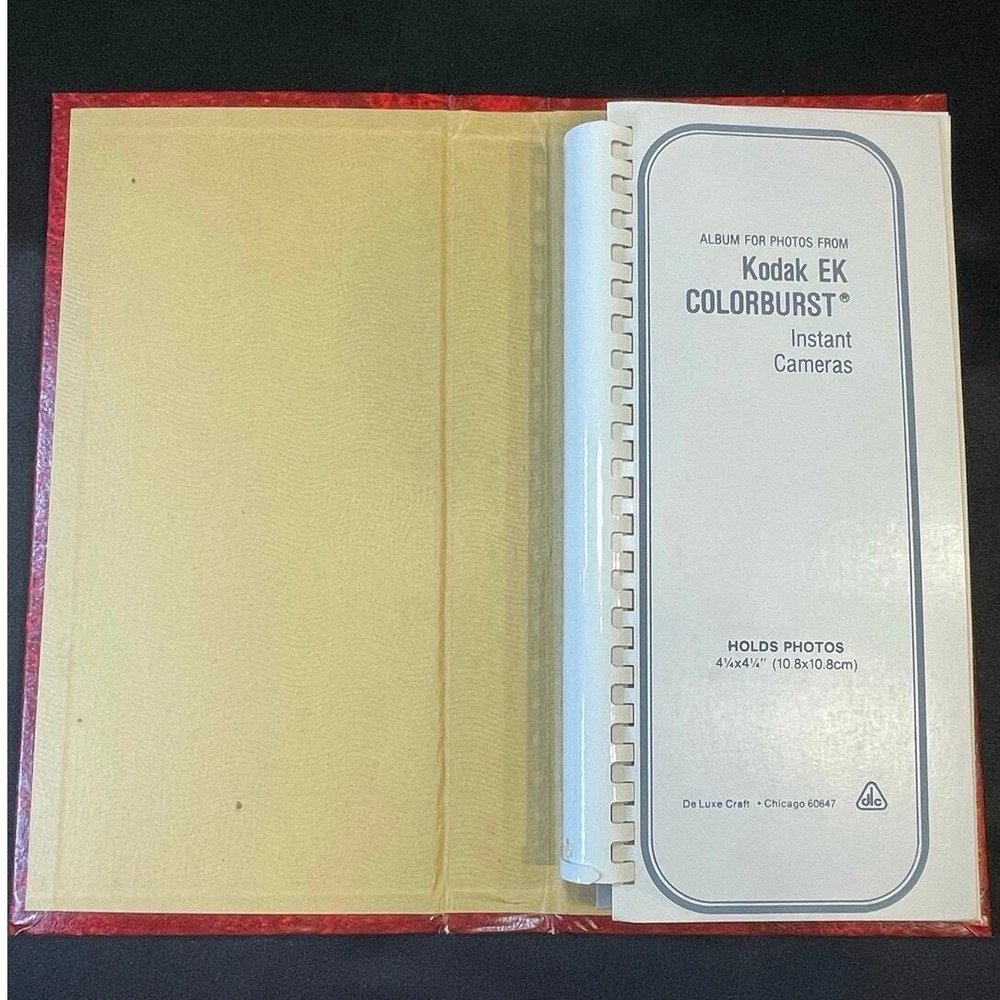 ALBUM FOR PHOTOS FROM
Kodak EK
COLORBURST®
Instant
Cameras
HOLDS PHOTOS
4¼x4¼" (10.8x10.8cm)
De Luxe Craft • Chicago 60647
dlc